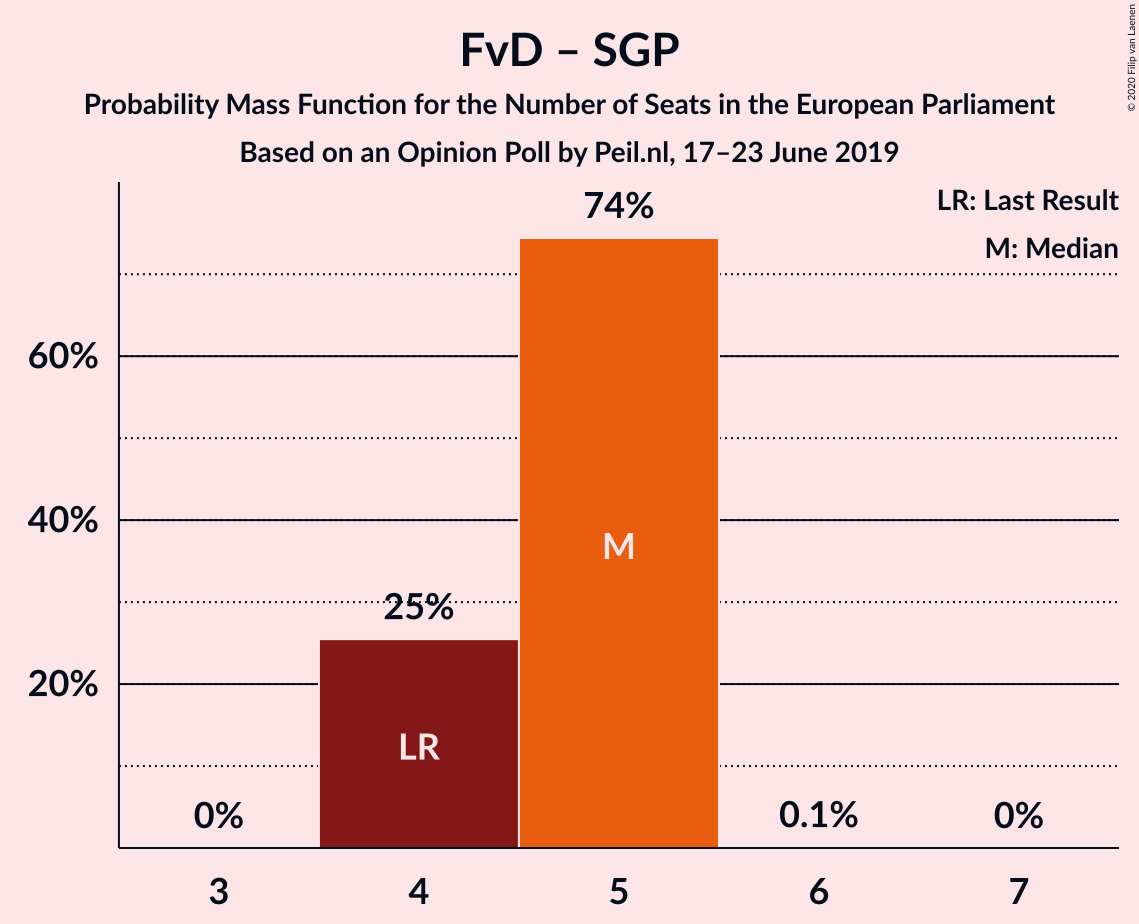 FvD – SGP
Probability Mass Function for the Number of Seats in the European Parliament
Based on an Opinion Poll by Peil.nl, 17–23 June 2019
© 2020 Filip van Laenen
LR: Last Result
M: Median
74%
60%
40%
M
25%
20%
LR
0%
0.1%
0%
3
4
5
6
7